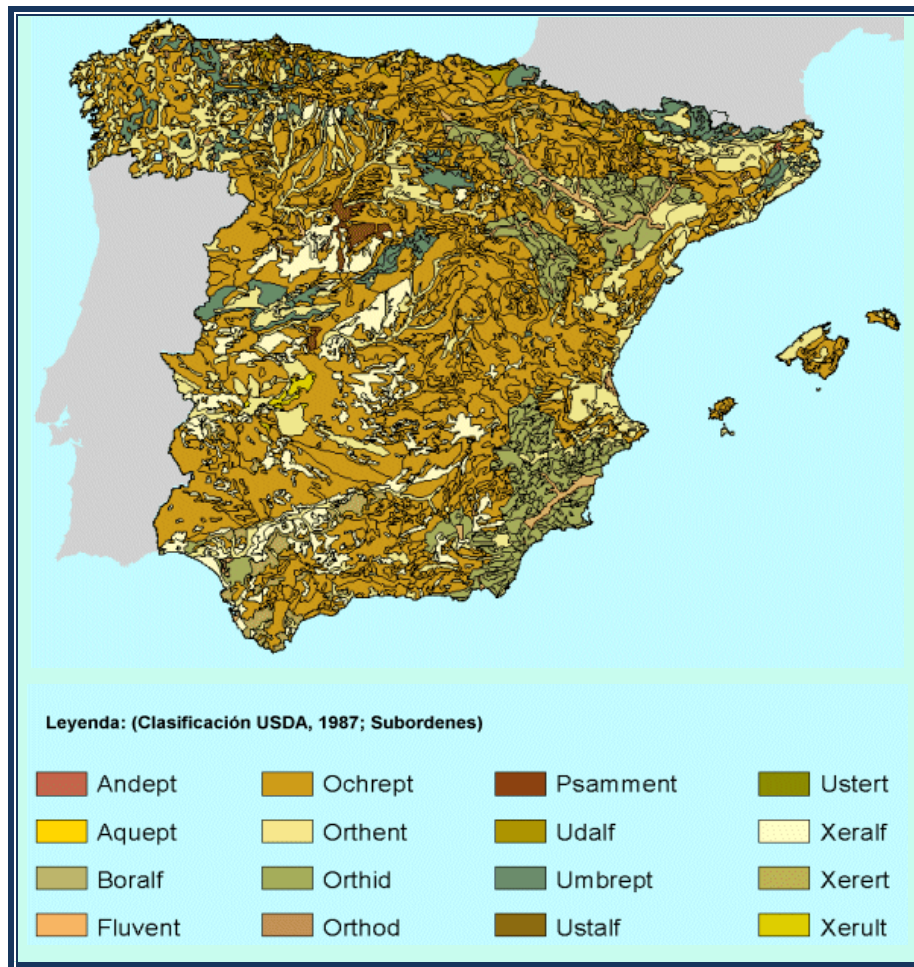 Leyenda: (Clasificación USDA, 1987; Subordenes)
Andept Ochrept Psamment Ustert
Aquept Orthent Udalf Xeralf
Boralf Orthid Umbrept Xerert
Fluvent Orthod Ustalf Xerult